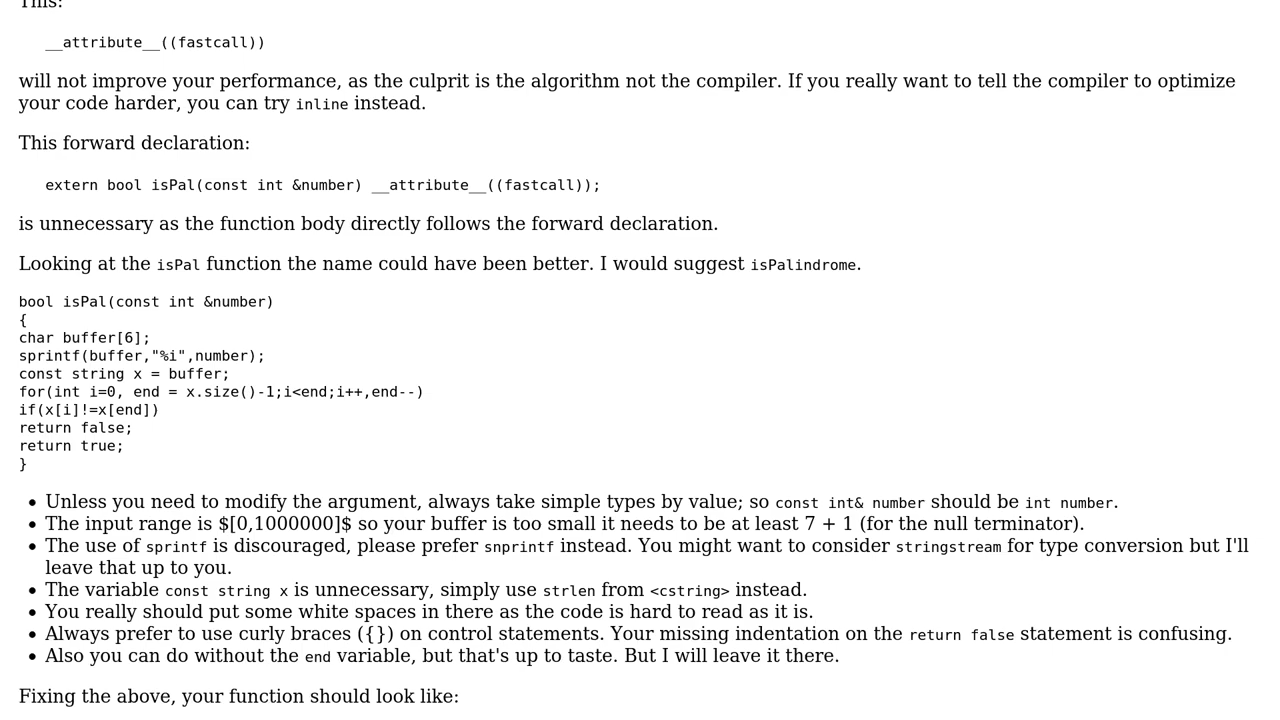 This:
__attribute__((fastcall))
will not improve your performance, as the culprit is the algorithm not the compiler. If you really want to tell the compiler to optimize
your code harder, you can try inline instead.
This forward declaration:
extern bool isPal(const int &number) __attribute__((fastcall));
is unnecessary as the function body directly follows the forward declaration.
Looking at the isPal function the name could have been better. I would suggest isPalindrome.
bool isPal(const int &number)
{
char buffer[6];
sprintf(buffer,"%i",number);
const string x = buffer;
for(int i=0, end = x.size()-1;i<end;i++,end--)
if(x[i]!=x[end])
return false;
return true;
}
• Unless you need to modify the argument, always take simple types by value; so const int& number should be int number.
• The input range is $[0,1000000]$ so your buffer is too small it needs to be at least 7 + 1 (for the null terminator).
• The use of sprintf is discouraged, please prefer snprintf instead. You might want to consider stringstream for type conversion but I'll
leave that up to you.
• The variable const string x is unnecessary, simply use strlen from <cstring> instead.
• You really should put some white spaces in there as the code is hard to read as it is.
• Always prefer to use curly braces ({}) on control statements. Your missing indentation on the return false statement is confusing.
• Also you can do without the end variable, but that's up to taste. But I will leave it there.
Fixing the above, your function should look like: